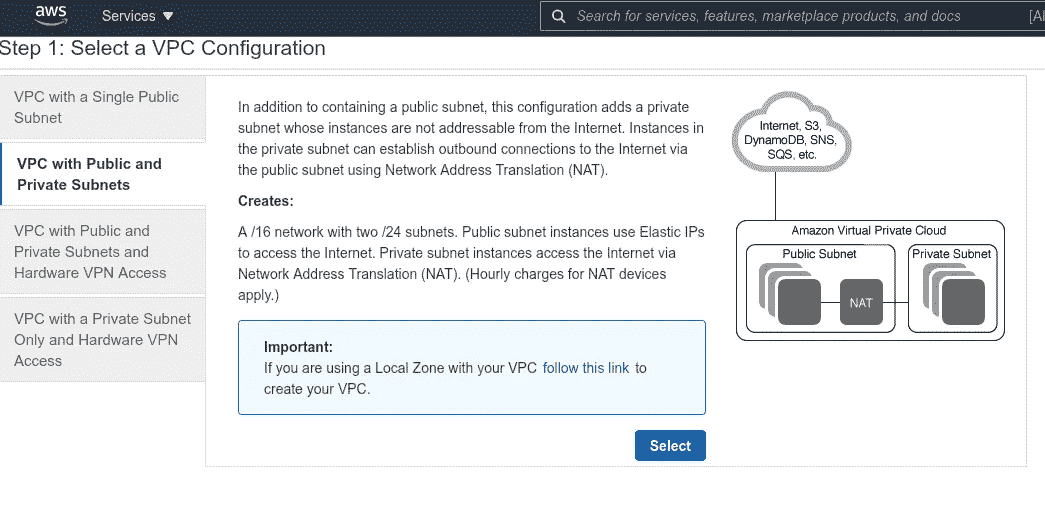 aws
Services ▼
Search for services, features, marketplace products, and docs
Step 1: Select a VPC Configuration
VPC with a Single Public
Subnet
VPC with Public and
Private Subnets
VPC with Public and
Private Subnets and
Hardware VPN Access
VPC with a Private Subnet
Only and Hardware VPN
Access
In addition to containing a public subnet, this configuration adds a private
subnet whose instances are not addressable from the Internet. Instances in
the private subnet can establish outbound connections to the Internet via
the public subnet using Network Address Translation (NAT).
Creates:
A /16 network with two /24 subnets. Public subnet instances use Elastic IPs
to access the Internet. Private subnet instances access the Internet via
Network Address Translation (NAT). (Hourly charges for NAT devices
apply.)
Important:
If you are using a Local Zone with your VPC follow this link to
create your VPC.
Select
Internet, S3,
DynamoDB, SNS,
SQS, etc.
Amazon Virtual Private Cloud
Public Subnet
Private Subnet
NAT